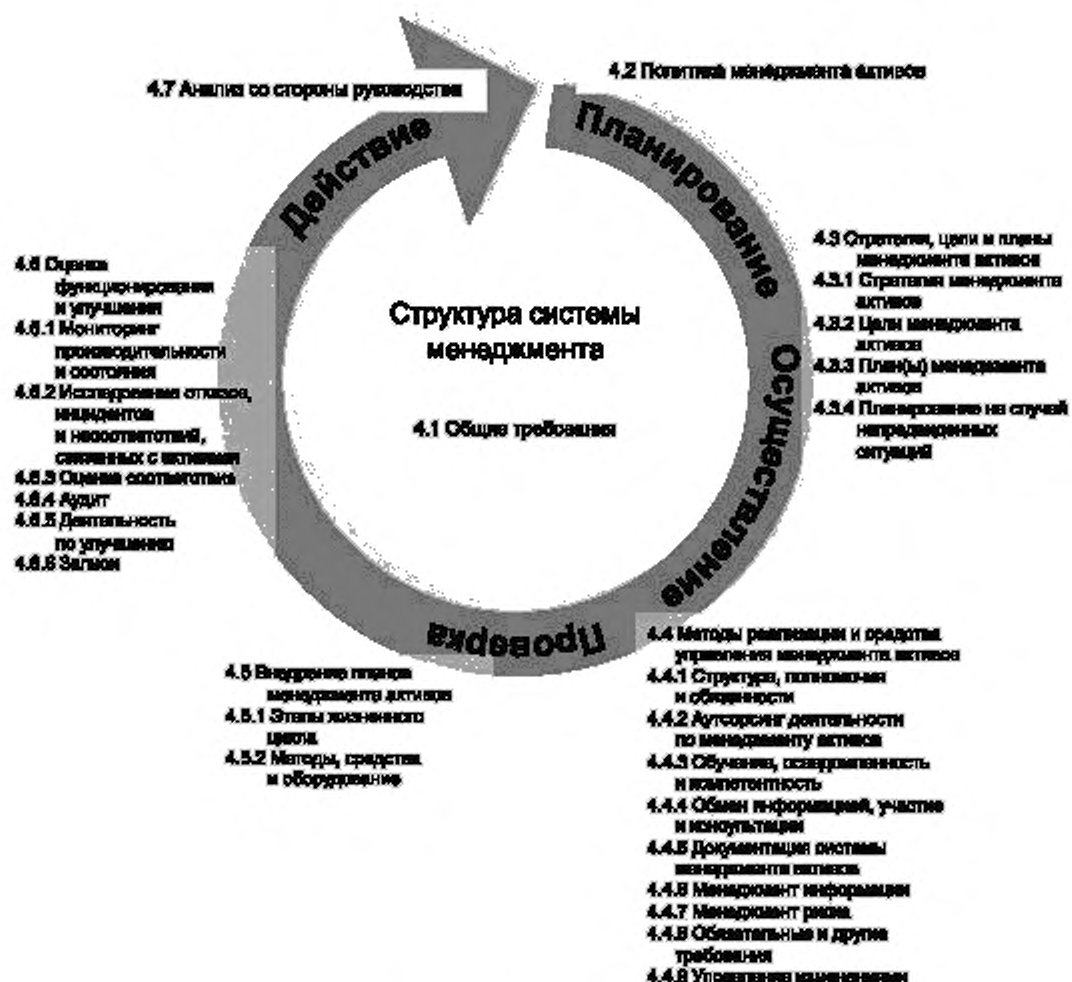 4.7 Анализ со стороны руководства
4.2 Политика менеджмента активов
Действие
Планирование
Осуществление
Проверка
Структура системы
менеджмента
4.1 Общие требования
4.3 Стратегия, цели и планы
менеджмента активов
4.3.1 Стратегия менеджмента
активов
4.3.2 Цели менеджмента
активов
4.3.3 План(ы) менеджмента
активов
4.3.4 Планирование на случай
непредвиденных
ситуаций
4.4 Методы реализации и средства
управления менеджмента активов
4.4.1 Структура, полномочия
и обязанности
4.4.2 Аутсорсинг деятельности
по менеджменту активов
4.4.3 Обучение, осведомленность
и компетентность
4.4.4 Обмен информацией, участие
и консультации
4.4.5 Документация системы
менеджмента активов
4.4.6 Менеджмент информации
4.4.7 Менеджмент риска
4.4.8 Обязательные и другие
требования
4.4.9 Управление изменениями
4.5 Внедрение планов
менеджмента активов
4.5.1 Этапы жизненного
цикла
4.5.2 Методы, средства
и оборудование
4.6 Оценка
функционирования
и улучшения
4.6.1 Мониторинг
производительности
и состояния
4.6.2 Исследование отказов,
инцидентов
и несоответствий,
связанных с активами
4.6.3 Оценка соответствия
4.6.4 Аудит
4.6.5 Деятельность
по улучшению
4.6.6 Записи